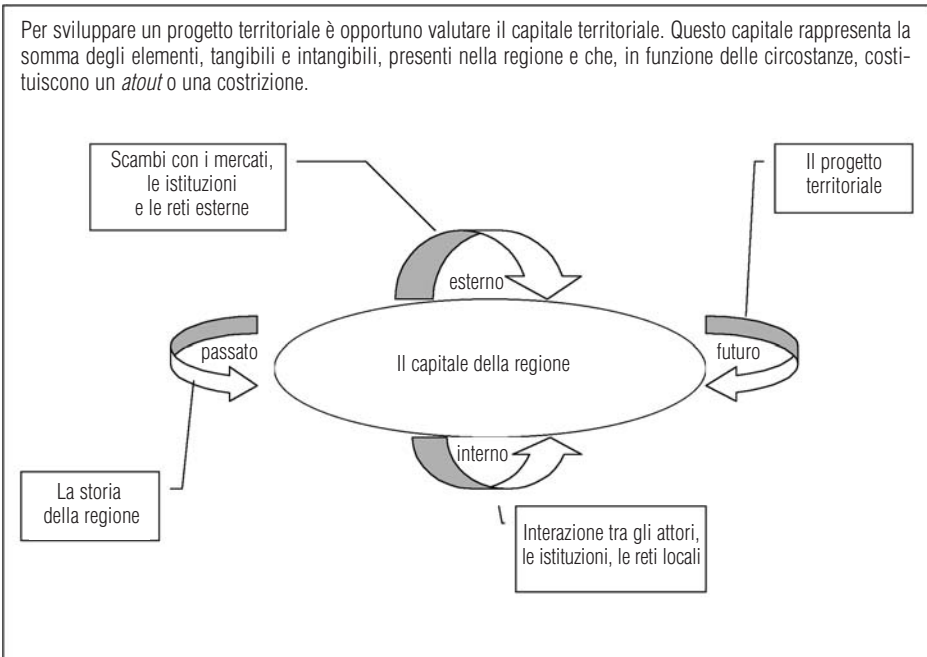 Per sviluppare un progetto territoriale è opportuno valutare il capitale territoriale. Questo capitale rappresenta la
somma degli elementi, tangibili e intangibili, presenti nella regione e che, in funzione delle circostanze, costi-
tuiscono un atout o una costrizione.
Scambi con i mercati,
le istituzioni
e le reti esterne
Il progetto
territoriale
esterno
passato
Il capitale della regione
futuro
interno
La storia
della regione
Interazione tra gli attori,
le istituzioni, le reti locali